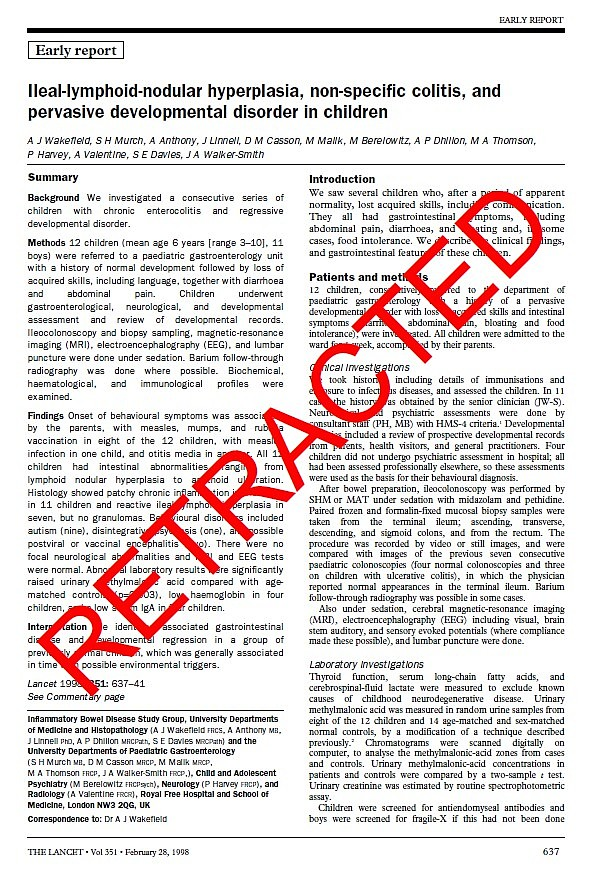 EARLY REPORT
Early report
Ileal-lymphoid-nodular hyperplasia, non-specific colitis, and
pervasive developmental disorder in children
A J Wakefield, S H Murch, A Anthony, J Linnell, D M Casson, M Malik, M Berelowitz, A P Dhillon, M A Thomson,
P Harvey, A Valentine, S E Davies, J A Walker-Smith
Summary
Background We investigated a consecutive series of
children with chronic enterocolitis and regressive
developmental disorder.
Methods 12 children (mean age 6 years [range 3–10], 11
boys) were referred to a paediatric gastroenterology unit
with a history of normal development followed by loss of
acquired skills, including language, together with diarrhoea
and abdominal pain. Children underwent
gastroenterological, neurological, and developmental
assessment and review of developmental records.
Ileocolonoscopy and biopsy sampling, magnetic-resonance
imaging (MRI), electroencephalography (EEG), and lumbar
puncture were done under sedation. Barium follow-through
radiography was done where possible. Biochemical,
haematological, and immunological profiles were
examined.
Findings Onset of behavioural symptoms was associated
by the parents, with measles, mumps, and rubella
vaccination in eight of the 12 children, with measles
infection in one child, and otitis media in another. All 12
children had intestinal abnormalities, ranging from
lymphoid nodular hyperplasia to aphthoid ulceration.
Histology showed patchy chronic inflammation in
in 11 children and reactive ileal lymphoid hyperplasia in
seven, but no granulomas. Behavioural disorders included
autism (nine), disintegrative psychosis (one), and possible
postviral or vaccinal encephalitis (two). There were no
focal neurological abnormalities and MRI and EEG tests
were normal. Abnormal laboratory results were significantly
raised urinary methylmalonic acid compared with age-
matched controls (p=0·003), low haemoglobin in four
children, and low serum IgA in four children.
Interpretation We identified associated gastrointestinal
disease and developmental regression in a group of
previously normal children, which was generally associated
in time with possible environmental triggers.
Lancet 1998; 351: 637–41
See Commentary page
Inflammatory Bowel Disease Study Group, University Departments
of Medicine and Histopathology (A J Wakefield FRCS, A Anthony MB,
J Linnell PhD, A P Dhillon MRCPath, S E Davies MRCPath) and the
University Departments of Paediatric Gastroenterology
(S H Murch MB, D M Casson MRCP, M Malik MRCP,
M A Thomson FRCP, J A Walker-Smith FRCP,), Child and Adolescent
Psychiatry (M Berelowitz FRCPsych), Neurology (P Harvey FRCP), and
Radiology (A Valentine FRCR), Royal Free Hospital and School of
Medicine, London NW3 2QG, UK
Correspondence to: Dr A J Wakefield
Introduction
We saw several children who, after a period of apparent
normality, lost acquired skills, including communication.
They all had gastrointestinal symptoms, including
abdominal pain, diarrhoea, and bloating and, in some
cases, food intolerance. We describe the clinical findings,
and gastrointestinal features of these children.
Patients and methods
12 children, consecutively referred to the department of
paediatric gastroenterology with a history of a pervasive
developmental disorder with loss of acquired skills and intestinal
symptoms (diarrhoea, abdominal pain, bloating and food
intolerance), were investigated. All children were admitted to the
ward for 1 week, accompanied by their parents.
Clinical investigations
We took histories, including details of immunisations and
exposure to infectious diseases, and assessed the children. In 11
cases the history was obtained by the senior clinician (JW-S).
Neurological and psychiatric assessments were done by
consultant staff (PH, MB) with HMS-4 criteria.¹ Developmental
histories included a review of prospective developmental records
from parents, health visitors, and general practitioners. Four
children did not undergo psychiatric assessment in hospital; all
had been assessed professionally elsewhere, so these assessments
were used as the basis for their behavioural diagnosis.
After bowel preparation, ileocolonoscopy was performed by
SHM or MAT under sedation with midazolam and pethidine.
Paired frozen and formalin-fixed mucosal biopsy samples were
taken from the terminal ileum; ascending, transverse,
descending, and sigmoid colons, and from the rectum. The
procedure was recorded by video or still images, and were
compared with images of the previous seven consecutive
paediatric colonoscopies (four normal colonoscopies and three
on children with ulcerative colitis), in which the physician
reported normal appearances in the terminal ileum. Barium
follow-through radiography was possible in some cases.
Also under sedation, cerebral magnetic-resonance imaging
(MRI), electroencephalography (EEG) including visual, brain
stem auditory, and sensory evoked potentials (where compliance
made these possible), and lumbar puncture were done.
Laboratory investigations
Thyroid function, serum long-chain fatty acids, and
cerebrospinal-fluid lactate were measured to exclude known
causes of childhood neurodegenerative disease. Urinary
methylmalonic acid was measured in random urine samples from
eight of the 12 children and 14 age-matched and sex-matched
normal controls, by a modification of a technique described
previously.² Chromatograms were scanned digitally on
computer, to analyse the methylmalonic-acid zones from cases
and controls. Urinary methylmalonic-acid concentrations in
patients and controls were compared by a two-sample t test.
Urinary creatinine was estimated by routine spectrophotometric
assay.
Children were screened for antiendomyseal antibodies and
boys were screened for fragile-X if this had not been done
RETRACTED
THE LANCET • Vol 351 • February 28, 1998
637